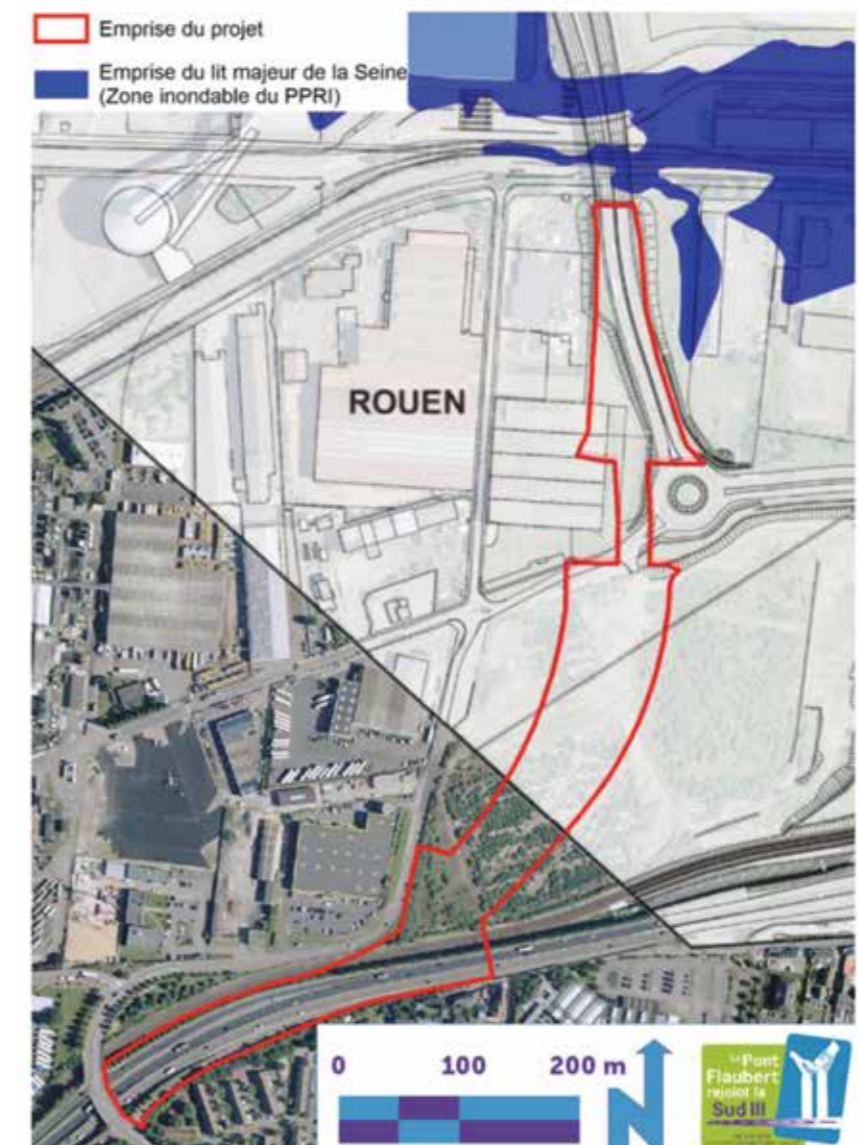 Emprise du projet
Emprise du lit majeur de la Seine
(Zone inondable du PPRI)
ROUEN
0 100 200 m
N
Le Pont
Flaubert
rejoint la
Sud III